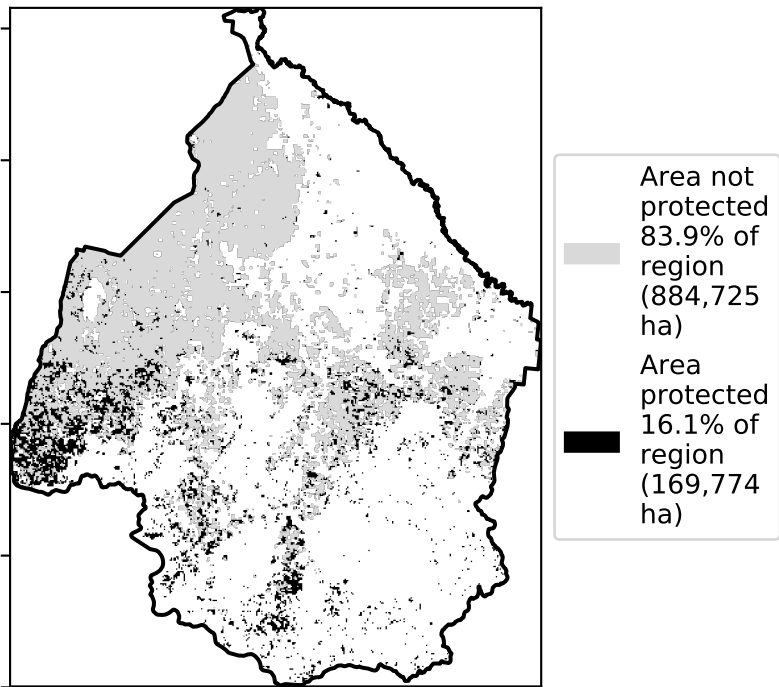 Area not
protected
83.9% of
region
(884,725
ha)
Area
protected
16.1% of
region
(169,774
ha)